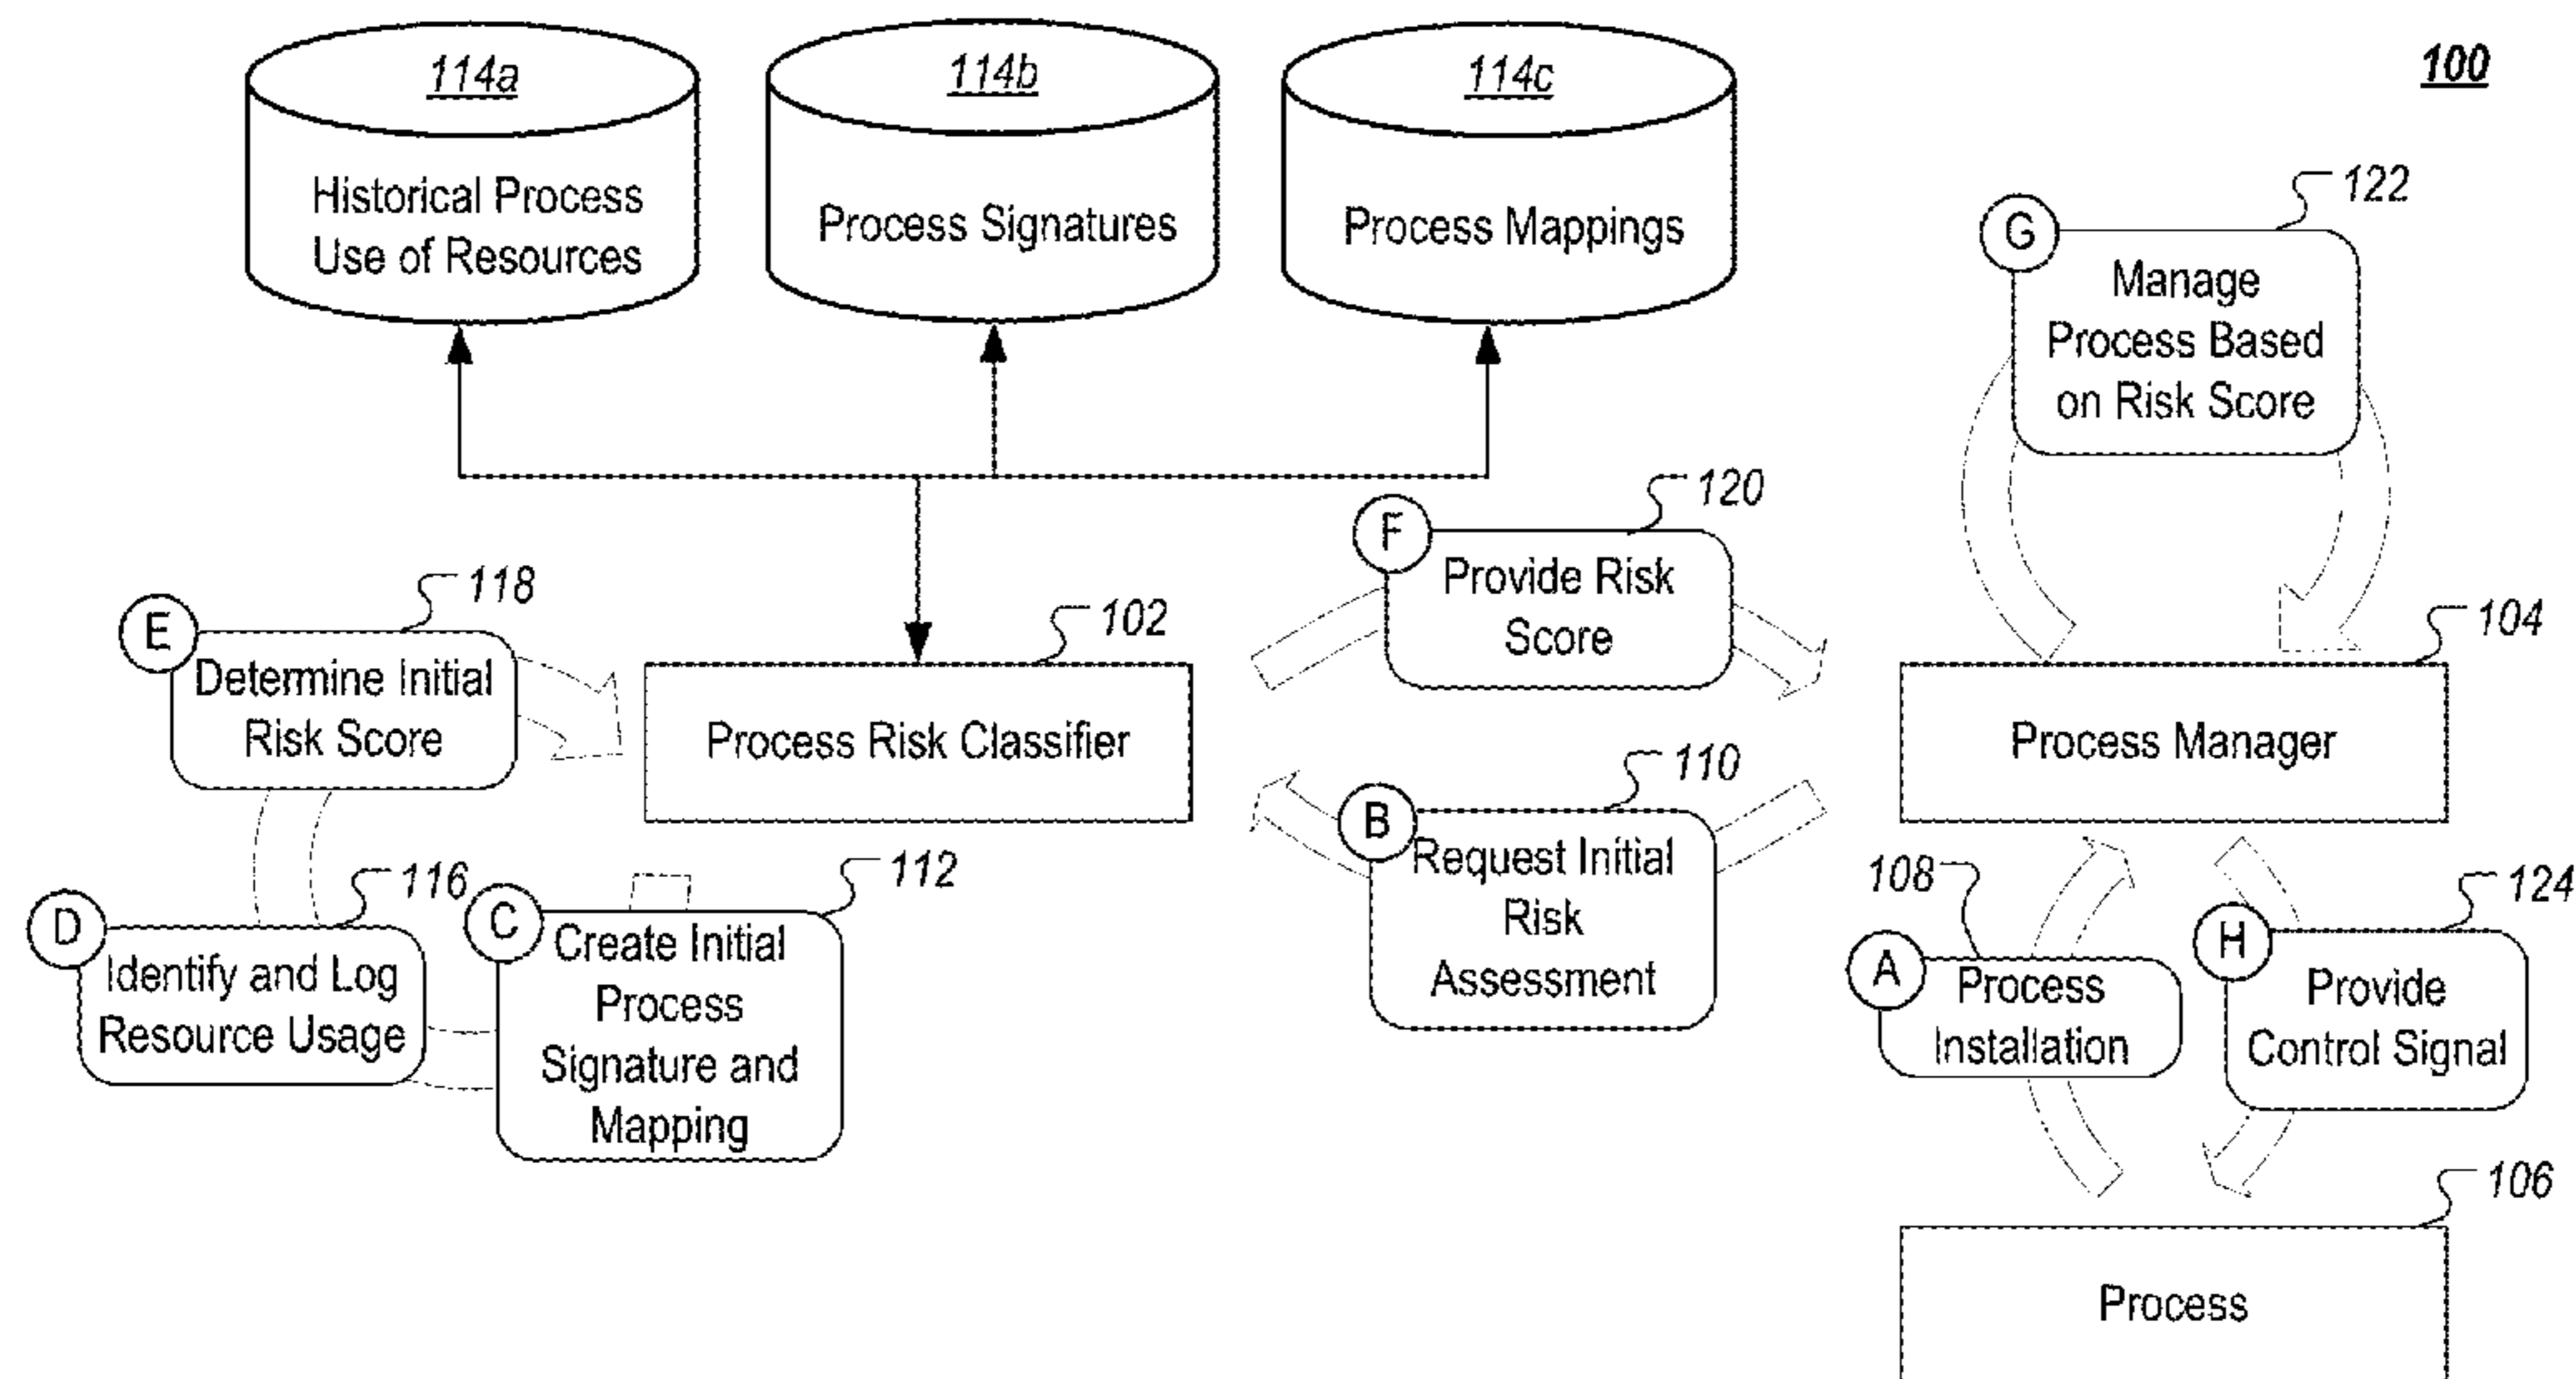 100
114a
Historical Process
Use of Resources
114b
Process Signatures
114c
Process Mappings
122
G
Manage
Process Based
on Risk Score
120
F
Provide Risk
Score
118
E
Determine Initial
Risk Score
102
Process Risk Classifier
104
Process Manager
110
B
Request Initial
Risk
Assessment
116
D
Identify and Log
Resource Usage
112
C
Create Initial
Process
Signature and
Mapping
108
A
Process
Installation
124
H
Provide
Control Signal
106
Process